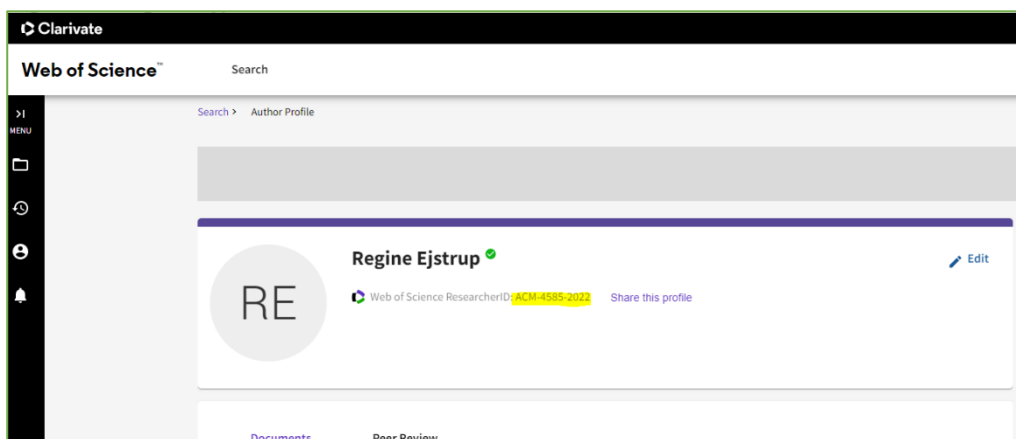 Clarivate
Web of Science™ Search
MENU
Search > Author Profile
RE
Regine Ejstrup
Edit
Web of Science ResearcherID: ACM-4585-2022 Share this profile
Documents Peer Review